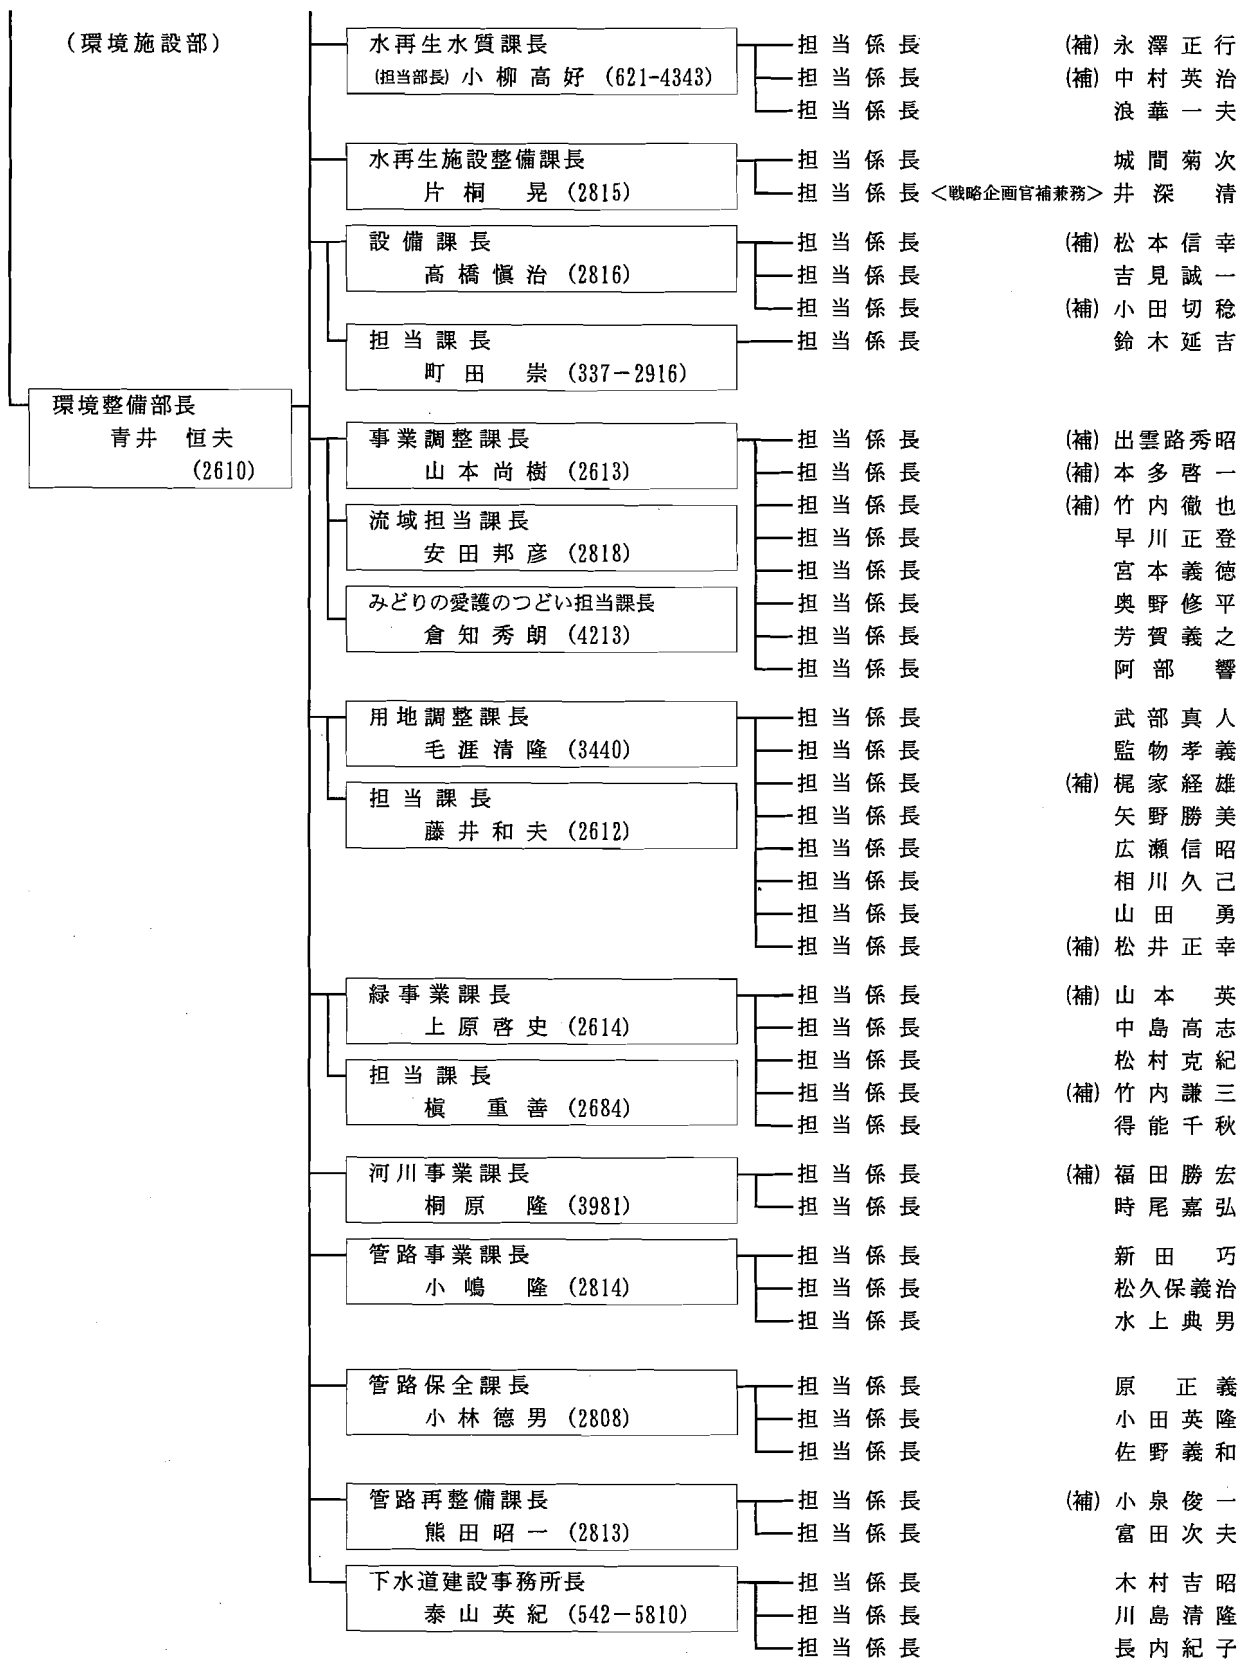 (環境施設部)
水再生水質課長
(担当部長) 小柳高好 (621-4343)
担当係長 (補) 永澤正行
担当係長 (補) 中村英治
担当係長 浪華一夫
水再生施設整備課長
片桐 晃 (2815)
担当係長 城間菊次
担当係長 <戦略企画官補兼務> 井深 清
設備課長
高橋愼治 (2816)
担当係長 (補) 松本信幸
担当係長 吉見誠一
担当係長 (補) 小田切稔
担当課長
町田 崇 (337-2916)
担当係長 鈴木延吉
環境整備部長
青井 恒夫
(2610)
事業調整課長
山本尚樹 (2613)
流域担当課長
安田邦彦 (2818)
みどりの愛護のつどい担当課長
倉知秀朗 (4213)
担当係長 (補) 出雲路秀昭
担当係長 (補) 本多啓一
担当係長 (補) 竹内徹也
担当係長 早川正登
担当係長 宮本義徳
担当係長 奥野修平
担当係長 芳賀義之
担当係長 阿部 響
用地調整課長
毛涯清隆 (3440)
担当課長
藤井和夫 (2612)
担当係長 武部真人
担当係長 監物孝義
担当係長 (補) 梶家経雄
担当係長 矢野勝美
担当係長 広瀬信昭
担当係長 相川久己
担当係長 山田 勇
担当係長 (補) 松井正幸
緑事業課長
上原啓史 (2614)
担当課長
槇 重善 (2684)
担当係長 (補) 山本 英
担当係長 中島高志
担当係長 松村克紀
担当係長 (補) 竹内謙三
担当係長 得能千秋
河川事業課長
桐原 隆 (3981)
担当係長 (補) 福田勝宏
担当係長 時尾嘉弘
管路事業課長
小嶋 隆 (2814)
担当係長 新田 巧
担当係長 松久保義治
担当係長 水上典男
管路保全課長
小林德男 (2808)
担当係長 原 正義
担当係長 小田英隆
担当係長 佐野義和
管路再整備課長
熊田昭一 (2813)
担当係長 (補) 小泉俊一
担当係長 富田次夫
下水道建設事務所長
泰山英紀 (542-5810)
担当係長 木村吉昭
担当係長 川島清隆
担当係長 長内紀子